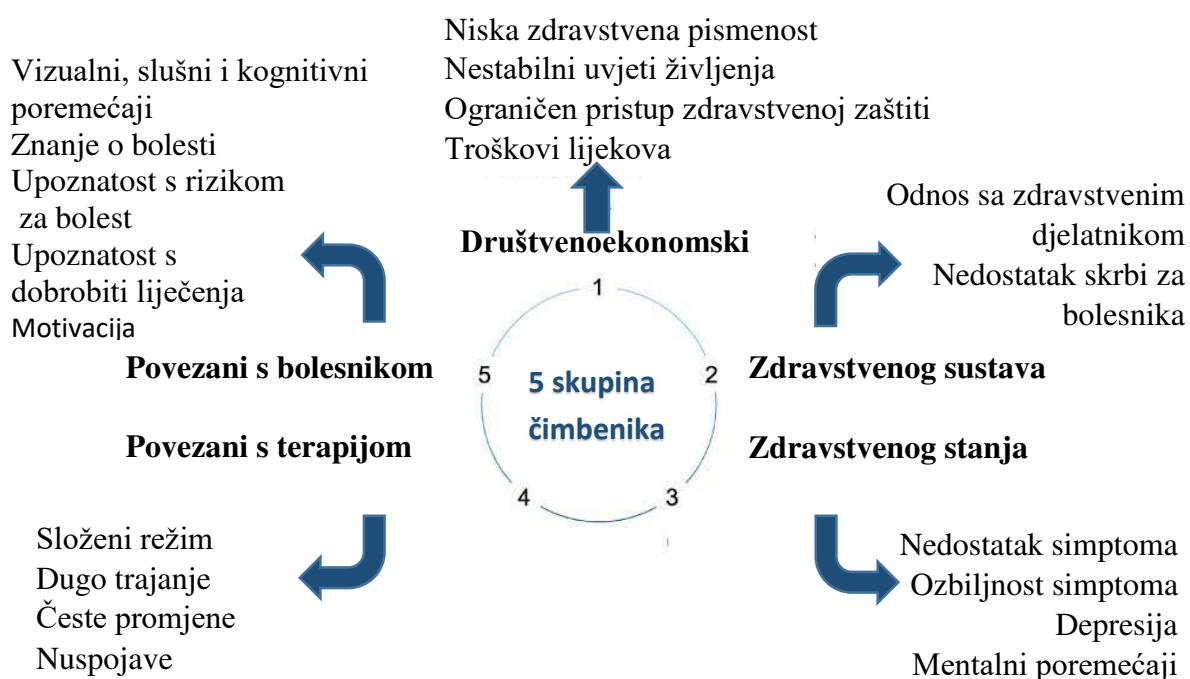 Niska zdravstvena pismenost
Nestabilni uvjeti življenja
Ograničen pristup zdravstvenoj zaštiti
Troškovi lijekova
Društvenoekonomski
Vizualni, slušni i kognitivni
poremećaji
Znanje o bolesti
Upoznatost s rizikom
za bolest
Upoznatost s
dobrobiti liječenja
Motivacija
Povezani s bolesnikom
Odnos sa zdravstvenim
djelatnikom
Nedostatak skrbi za
bolesnika
Zdravstvenog sustava
1
2
3
4
5
5 skupina
čimbenika
Povezani s terapijom
Složeni režim
Dugo trajanje
Česte promjene
Nuspojave
Zdravstvenog stanja
Nedostatak simptoma
Ozbiljnost simptoma
Depresija
Mentalni poremećaji